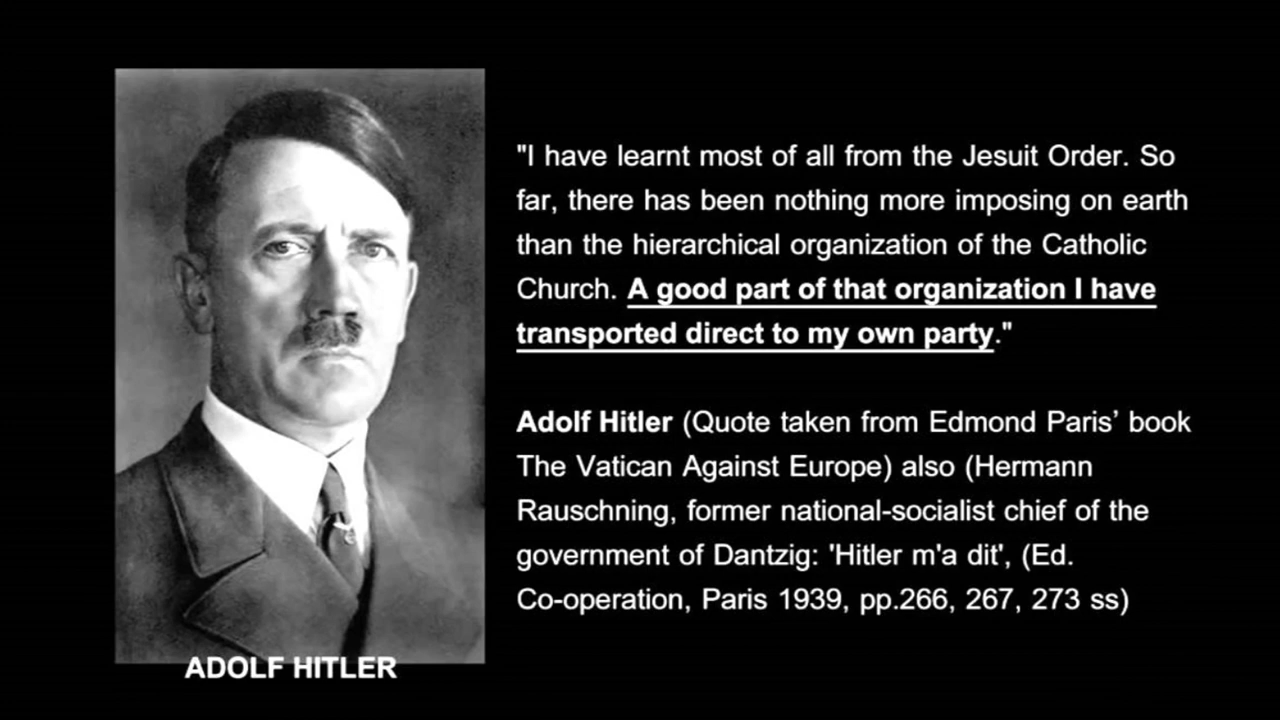 "I have learnt most of all from the Jesuit Order. So
far, there has been nothing more imposing on earth
than the hierarchical organization of the Catholic
Church. A good part of that organization I have
transported direct to my own party."
Adolf Hitler (Quote taken from Edmond Paris’ book
The Vatican Against Europe) also (Hermann
Rauschning, former national-socialist chief of the
government of Dantzig: 'Hitler m'a dit', (Ed.
Co-operation, Paris 1939, pp.266, 267, 273 ss)
ADOLF HITLER